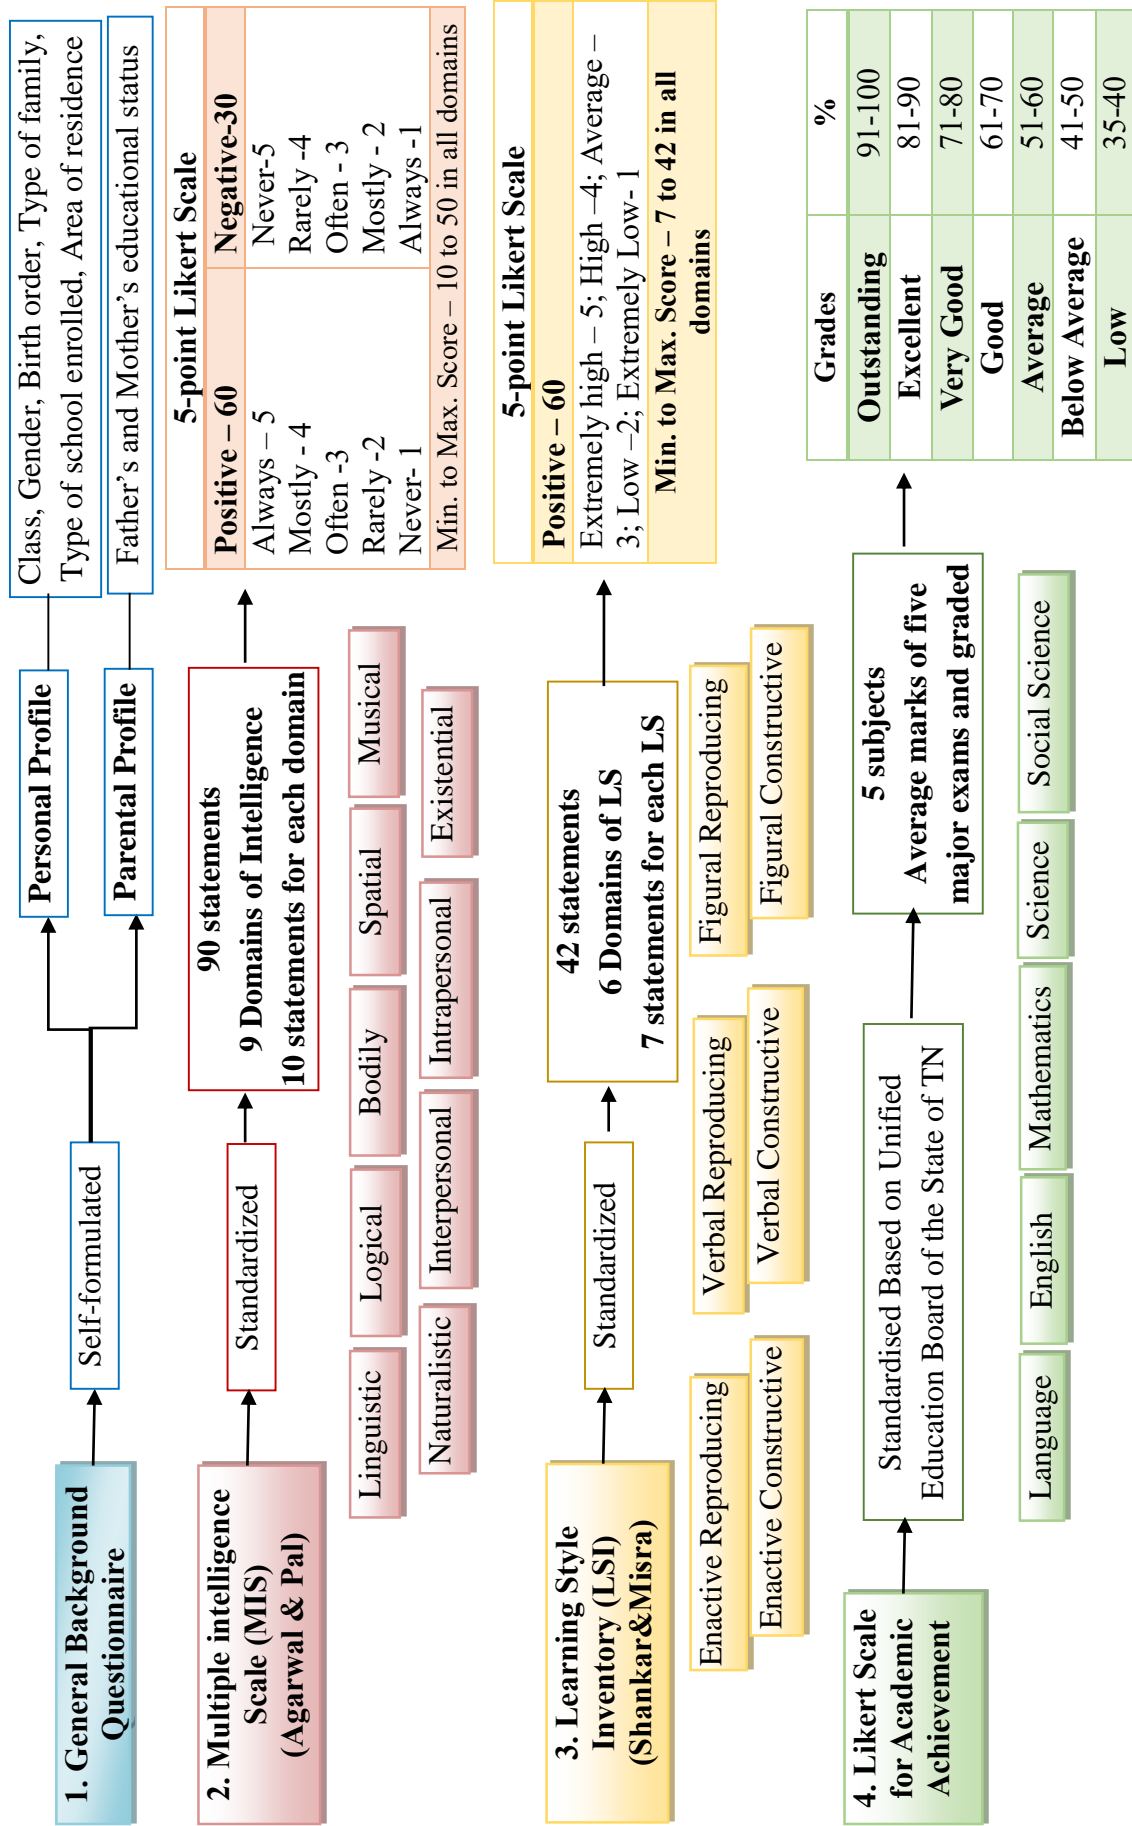 1. General Background
Questionnaire
Self-formulated
Personal Profile
Class, Gender, Birth order, Type of family,
Type of school enrolled, Area of residence
Parental Profile
Father's and Mother's educational status
2. Multiple intelligence
Scale (MIS)
(Agarwal & Pal)
Standardized
90 statements
9 Domains of Intelligence
10 statements for each domain
5-point Likert Scale
Positive – 60 Negative-30
Always – 5 Never-5
Mostly - 4 Rarely -4
Often -3 Often - 3
Rarely -2 Mostly - 2
Never- 1 Always -1
Min. to Max. Score – 10 to 50 in all domains
Linguistic Logical Bodily Spatial Musical
Naturalistic Interpersonal Intrapersonal Existential
3. Learning Style
Inventory (LSI)
(Shankar&Misra)
Standardized
42 statements
6 Domains of LS
7 statements for each LS
5-point Likert Scale
Positive – 60
Extremely high – 5; High –4; Average –
3; Low –2; Extremely Low- 1
Min. to Max. Score – 7 to 42 in all
domains
Enactive Reproducing Verbal Reproducing Figural Reproducing
Enactive Constructive Verbal Constructive Figural Constructive
4. Likert Scale
for Academic
Achievement
Standardised Based on Unified
Education Board of the State of TN
5 subjects
Average marks of five
major exams and graded
Grades %
Outstanding 91-100
Excellent 81-90
Very Good 71-80
Good 61-70
Average 51-60
Below Average 41-50
Low 35-40
Language English Mathematics Science Social Science